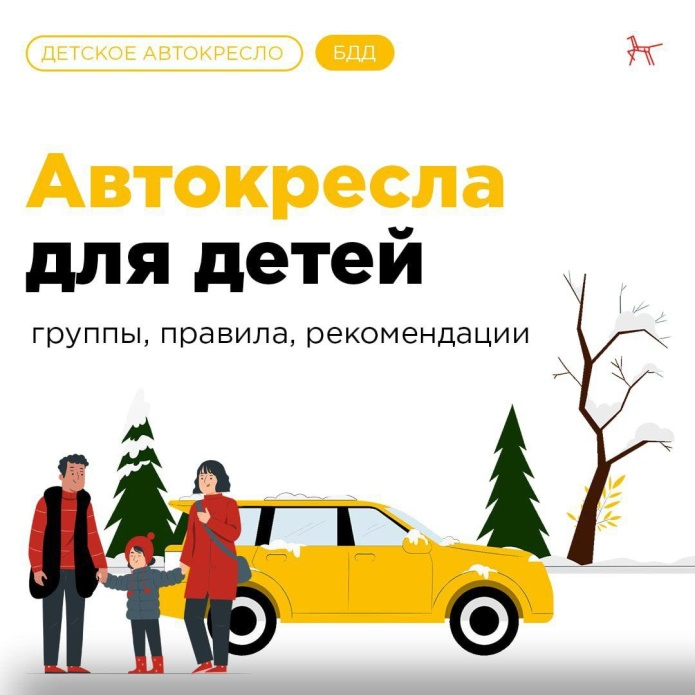 ДЕТСКОЕ АВТОКРЕСЛО
БДД
Автокресла
для детей
группы, правила, рекомендации